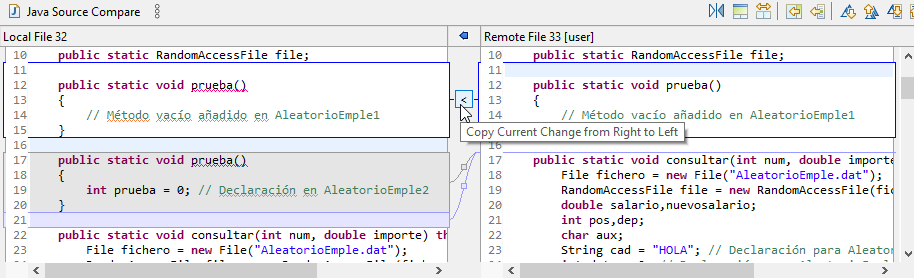 Java Source Compare
Local File 32
10 public static RandomAccessFile file;
11
12 public static void prueba()
13 {
14 // Método vacío añadido en AleatorioEmple1
15 }
16
17 public static void prueba()
18 {
19 int prueba = 0; // Declaración en AleatorioEmple2
20 }
21
22 public static void consultar(int num, double importe) th
23 File fichero = new File("AleatorioEmple.dat");
<
Copy Current Change from Right to Left
Remote File 33 [user]
10 public static RandomAccessFile file;
11
12 public static void prueba()
13 {
14 // Método vacío añadido en AleatorioEmple1
15 }
16
17 public static void consultar(int num, double importe
18 File fichero = new File("AleatorioEmple.dat");
19 RandomAccessFile file = new RandomAccessFile(fic
20 double salario,nuevosalario;
21 int pos,dep;
22 char aux;
23 String cad = "HOLA"; // Declaración para Aleator